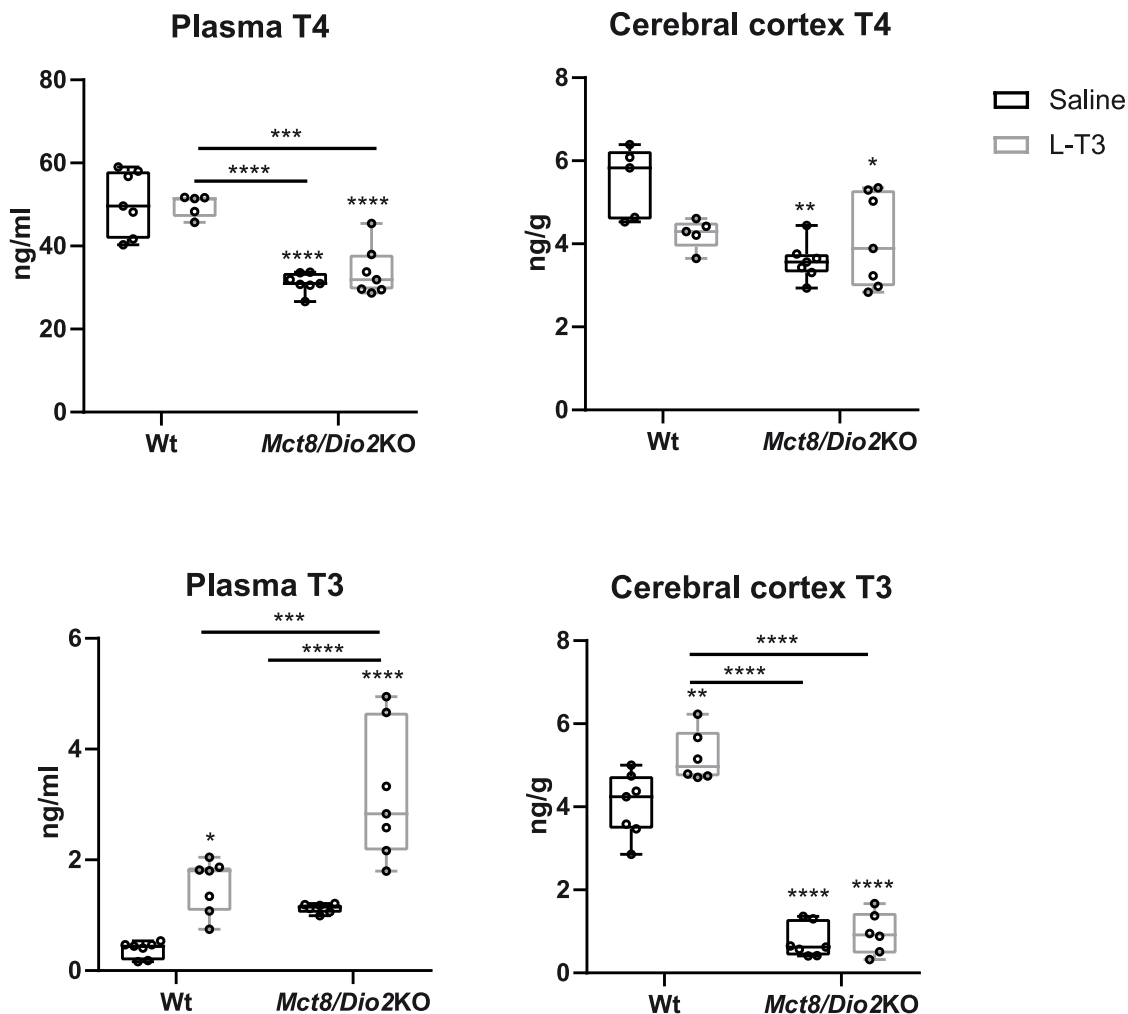 Plasma T4
Cerebral cortex T4
Saline
L-T3
80
60
40
20
0
ng/ml
***
****
****
****
Wt
Mct8/Dio2KO
8
6
4
2
0
ng/g
**
*
Wt
Mct8/Dio2KO
Plasma T3
Cerebral cortex T3
6
4
2
0
ng/ml
***
****
****
*
Wt
Mct8/Dio2KO
8
6
4
2
0
ng/g
****
****
**
****
****
Wt
Mct8/Dio2KO